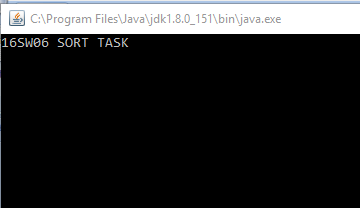 C:\Program Files\Java\jdk1.8.0_151\bin\java.exe
16SW06 SORT TASK